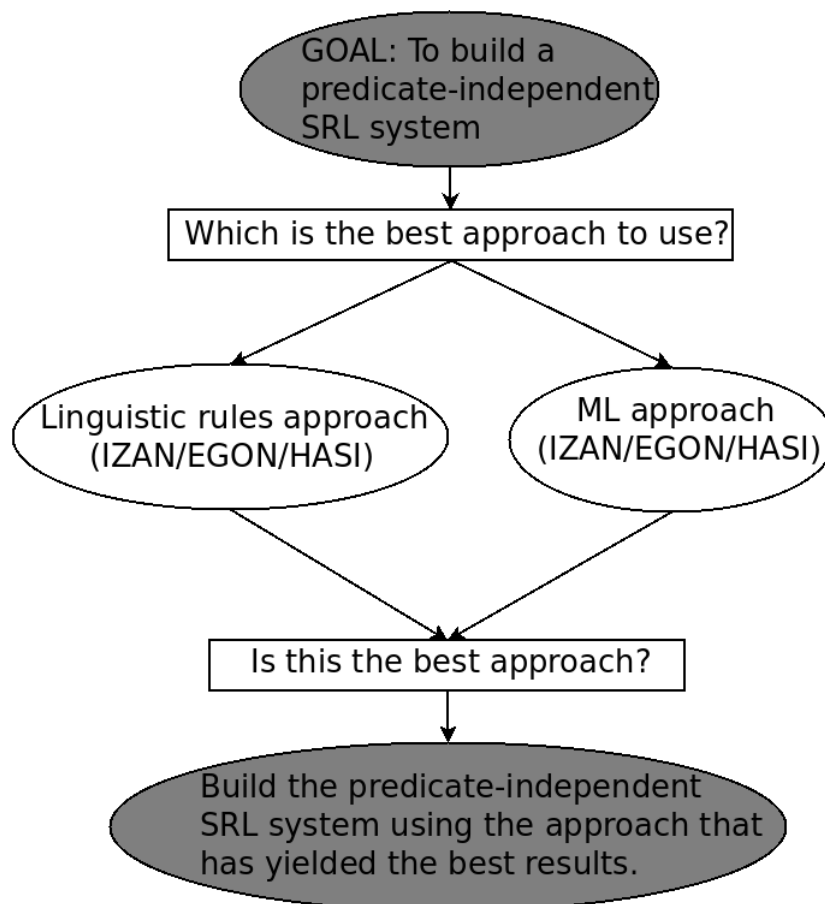 GOAL: To build a
predicate-independent
SRL system
Which is the best approach to use?
Linguistic rules approach
(IZAN/EGON/HASI)
ML approach
(IZAN/EGON/HASI)
Is this the best approach?
Build the predicate-independent
SRL system using the approach that
has yielded the best results.